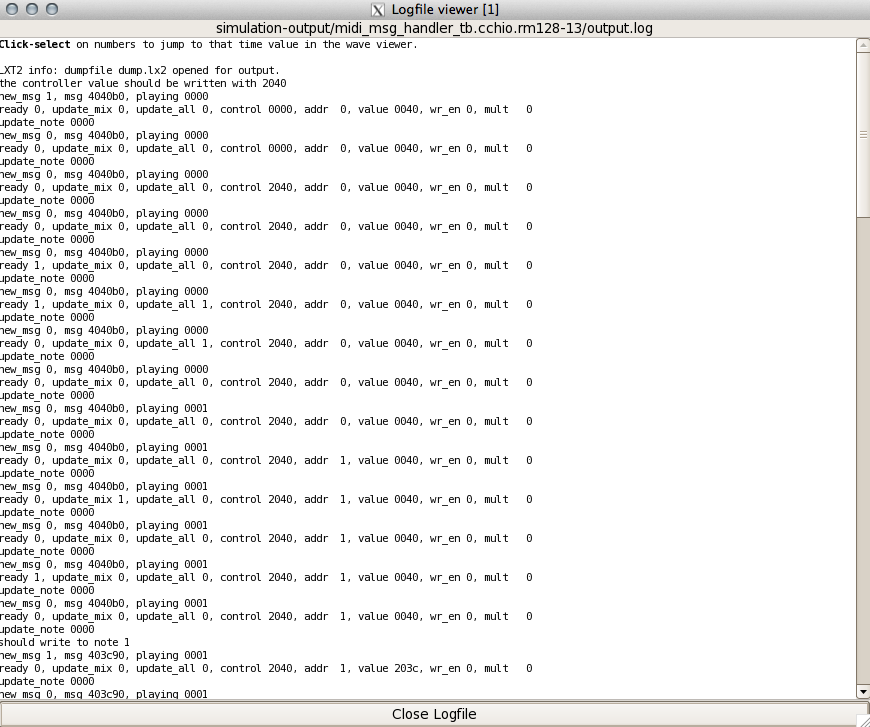 Logfile viewer [1]
simulation-output/midi_msg_handler_tb.cchio.rm128-13/output.log
Click-select on numbers to jump to that time value in the wave viewer.
LXT2 info: dumpfile dump.lx2 opened for output.
the controller value should be written with 2040
new_msg 1, msg 4040b0, playing 0000
ready 0, update_mix 0, update_all 0, control 0000, addr 0, value 0040, wr_en 0, mult 0
update_note 0000
new_msg 0, msg 4040b0, playing 0000
ready 0, update_mix 0, update_all 0, control 0000, addr 0, value 0040, wr_en 0, mult 0
update_note 0000
new_msg 0, msg 4040b0, playing 0000
ready 0, update_mix 0, update_all 0, control 2040, addr 0, value 0040, wr_en 0, mult 0
update_note 0000
new_msg 0, msg 4040b0, playing 0000
ready 0, update_mix 0, update_all 0, control 2040, addr 0, value 0040, wr_en 0, mult 0
update_note 0000
new_msg 0, msg 4040b0, playing 0000
ready 1, update_mix 0, update_all 0, control 2040, addr 0, value 0040, wr_en 0, mult 0
update_note 0000
new_msg 0, msg 4040b0, playing 0000
ready 1, update_mix 0, update_all 1, control 2040, addr 0, value 0040, wr_en 0, mult 0
update_note 0000
new_msg 0, msg 4040b0, playing 0000
ready 0, update_mix 0, update_all 1, control 2040, addr 0, value 0040, wr_en 0, mult 0
update_note 0000
new_msg 0, msg 4040b0, playing 0000
ready 0, update_mix 0, update_all 0, control 2040, addr 0, value 0040, wr_en 0, mult 0
update_note 0000
new_msg 0, msg 4040b0, playing 0001
ready 0, update_mix 0, update_all 0, control 2040, addr 0, value 0040, wr_en 0, mult 0
update_note 0000
new_msg 0, msg 4040b0, playing 0001
ready 0, update_mix 0, update_all 0, control 2040, addr 1, value 0040, wr_en 0, mult 0
update_note 0000
new_msg 0, msg 4040b0, playing 0001
ready 0, update_mix 1, update_all 0, control 2040, addr 1, value 0040, wr_en 0, mult 0
update_note 0000
new_msg 0, msg 4040b0, playing 0001
ready 0, update_mix 0, update_all 0, control 2040, addr 1, value 0040, wr_en 0, mult 0
update_note 0000
new_msg 0, msg 4040b0, playing 0001
ready 1, update_mix 0, update_all 0, control 2040, addr 1, value 0040, wr_en 0, mult 0
update_note 0000
new_msg 0, msg 4040b0, playing 0001
ready 0, update_mix 0, update_all 0, control 2040, addr 1, value 0040, wr_en 0, mult 0
update_note 0000
should write to note 1
new_msg 1, msg 403c90, playing 0001
ready 0, update_mix 0, update_all 0, control 2040, addr 1, value 203c, wr_en 0, mult 0
update_note 0000
new_msg 0, msg 403c90, playing 0001
Close Logfile